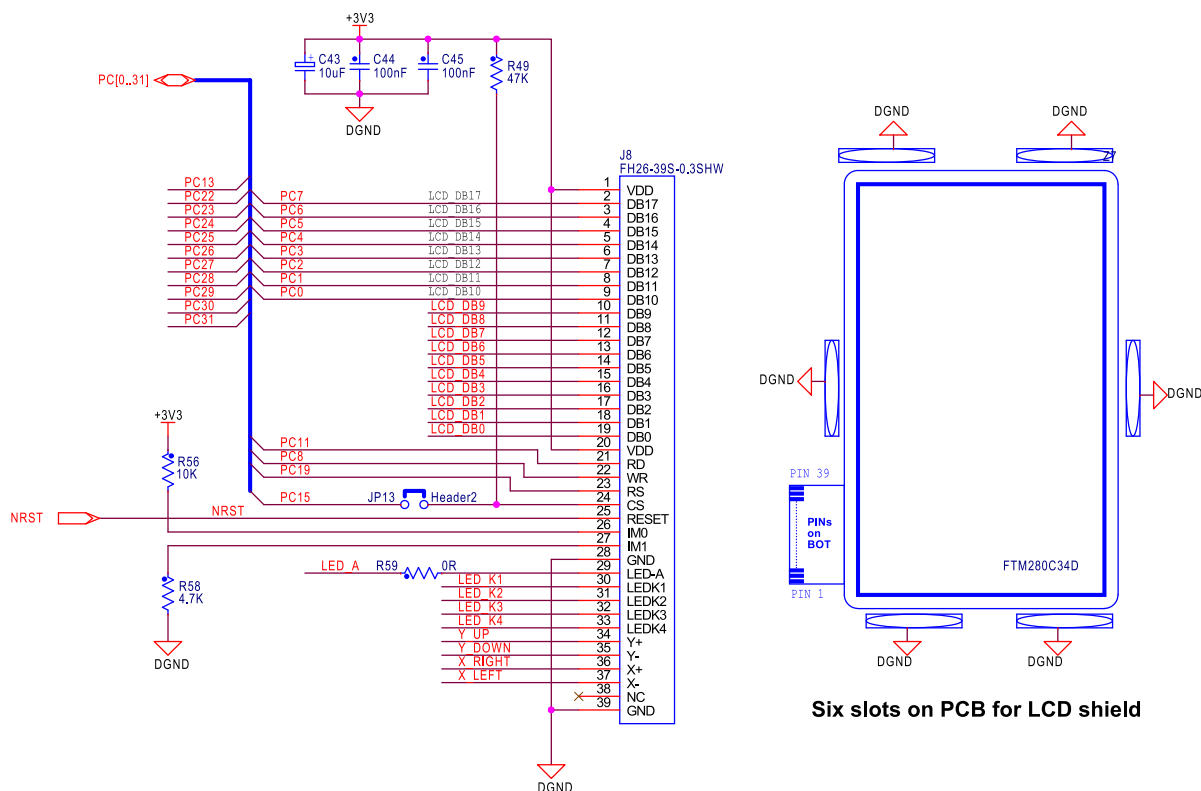 +3V3
C43
10uF
C44
100nF
C45
100nF
R49
47K
DGND
PC[0..31]
J8
FH26-39S-0.3SHW
PC13
PC22
PC23
PC24
PC25
PC26
PC27
PC28
PC29
PC30
PC31
PC7
PC6
PC5
PC4
PC3
PC2
PC1
PC0
LCD_DB17
LCD_DB16
LCD_DB15
LCD_DB14
LCD_DB13
LCD_DB12
LCD_DB11
LCD_DB10
LCD_DB9
LCD_DB8
LCD_DB7
LCD_DB6
LCD_DB5
LCD_DB4
LCD_DB3
LCD_DB2
LCD_DB1
LCD_DB0
1 VDD
2 DB17
3 DB16
4 DB15
5 DB14
6 DB13
7 DB12
8 DB11
9 DB10
10 DB9
11 DB8
12 DB7
13 DB6
14 DB5
15 DB4
16 DB3
17 DB2
18 DB1
19 DB0
20 VDD
21 RD
22 WR
23 RS
24 CS
25 RESET
26 IM0
27 IM1
28 GND
29 LED-A
30 LEDK1
31 LEDK2
32 LEDK3
33 LEDK4
34 Y+
35 Y-
36 X+
37 X-
38 NC
39 GND
+3V3
R56
10K
PC11
PC8
PC19
PC15
JP13
Header2
NRST
NRST
R58
4.7K
DGND
LED_A
R59
0R
LED_K1
LED_K2
LED_K3
LED_K4
Y_UP
Y_DOWN
X_RIGHT
X_LEFT
DGND
DGND
DGND
Z7
DGND
DGND
PIN 39
PINs
on
BOT
PIN 1
FTM280C34D
DGND
DGND
Six slots on PCB for LCD shield